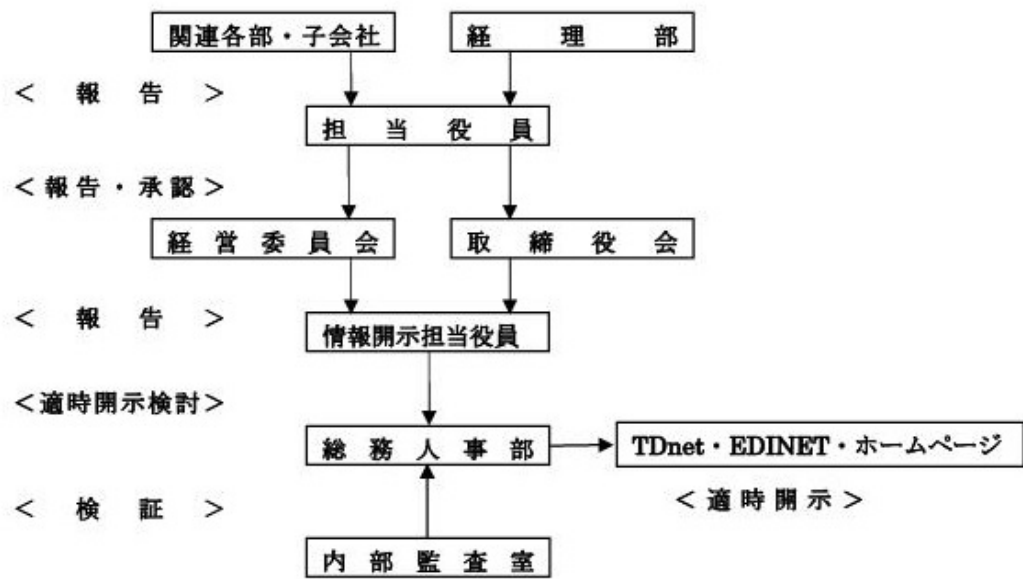 関連各部・子会社 経理部
＜報告＞
担当役員
＜報告・承認＞
経営委員会 取締役会
＜報告＞
情報開示担当役員
＜適時開示検討＞
総務人事部 TDnet・EDINET・ホームページ
＜検証＞ ＜適時開示＞
内部監査室